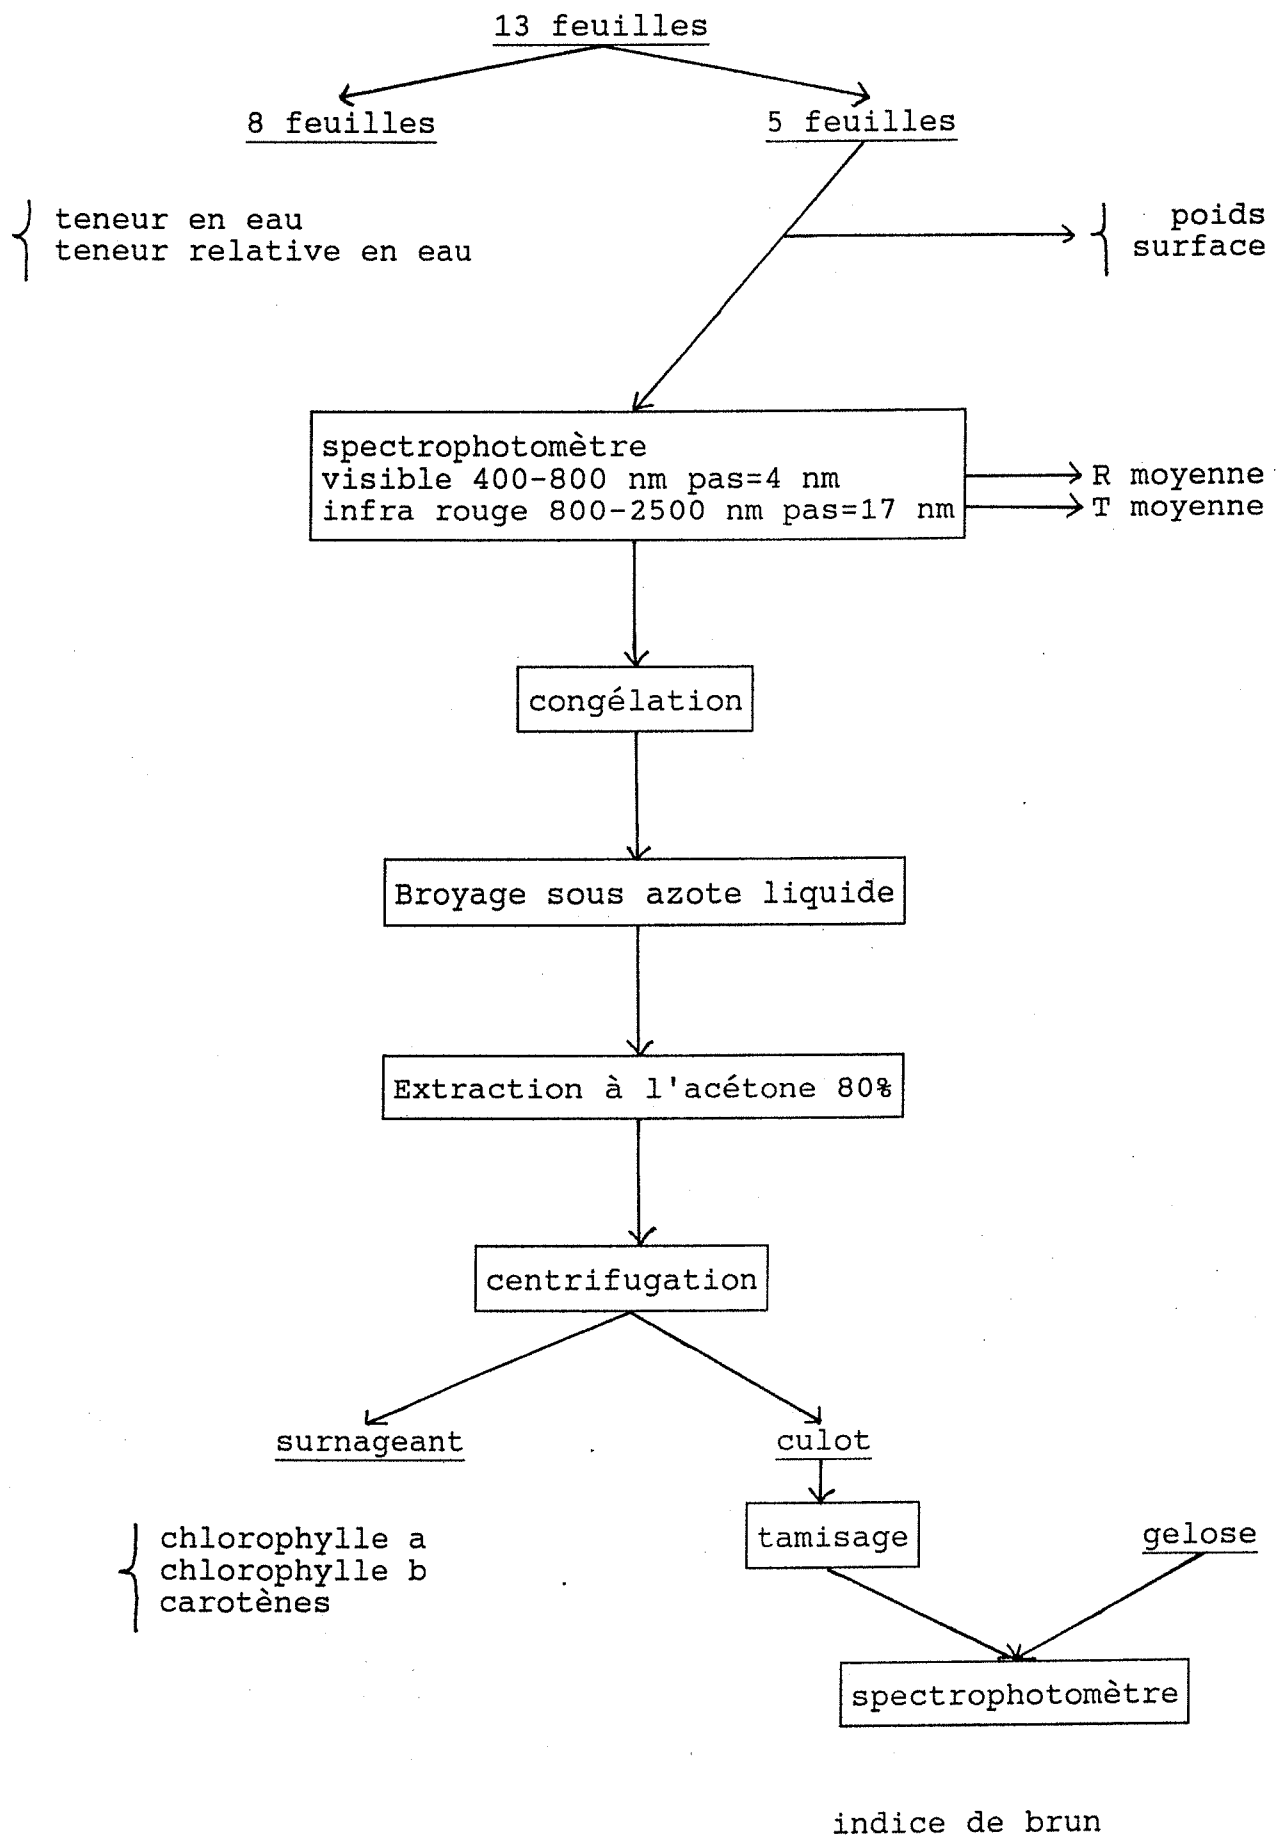 13 feuilles
8 feuilles
5 feuilles
teneur en eau
teneur relative en eau
poids
surface
spectrophotomètre
visible 400-800 nm pas=4 nm
infra rouge 800-2500 nm pas=17 nm
R moyenne
T moyenne
congélation
Broyage sous azote liquide
Extraction à l'acétone 80%
centrifugation
surnageant
culot
chlorophylle a
chlorophylle b
carotènes
tamisage
gelose
spectrophotomètre
indice de brun